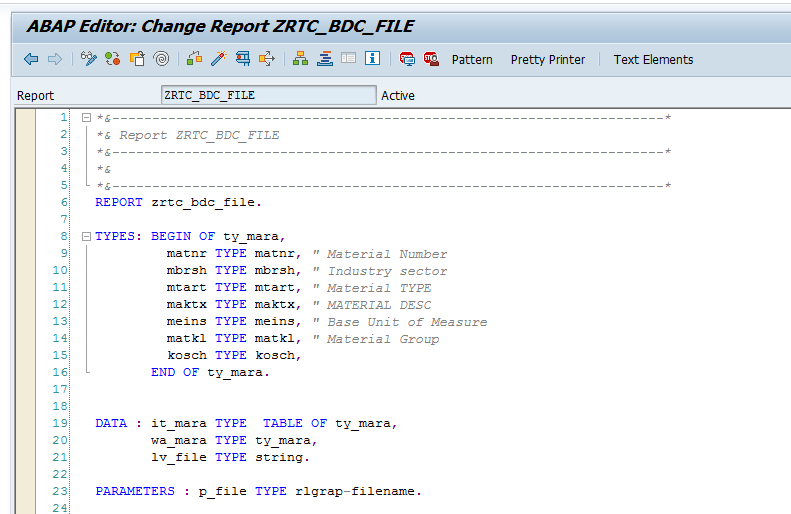 ABAP Editor: Change Report ZRTC_BDC_FILE
Pattern Pretty Printer Text Elements
Report ZRTC_BDC_FILE Active
1 *&---------------------------------------------------------------------*
2 *& Report ZRTC_BDC_FILE
3 *&---------------------------------------------------------------------*
4 *&
5 *&---------------------------------------------------------------------*
6 REPORT zrtc_bdc_file.
7
8 TYPES: BEGIN OF ty_mara,
9 matnr TYPE matnr, " Material Number
10 mbrsh TYPE mbrsh, " Industry sector
11 mtart TYPE mtart, " Material TYPE
12 maktx TYPE maktx, " MATERIAL DESC
13 meins TYPE meins, " Base Unit of Measure
14 matkl TYPE matkl, " Material Group
15 kosch TYPE kosch,
16 END OF ty_mara.
17
18
19 DATA : it_mara TYPE  TABLE OF ty_mara,
20 wa_mara TYPE ty_mara,
21 lv_file TYPE string.
22
23 PARAMETERS : p_file TYPE rlgrap-filename.
24